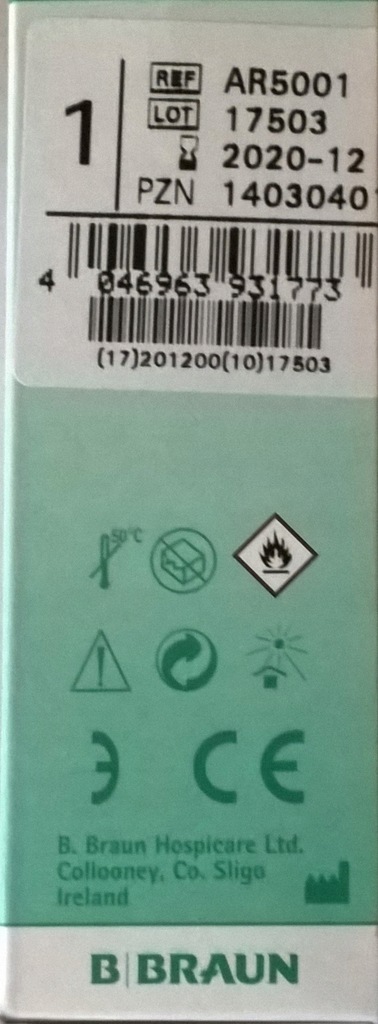 1
REF AR5001
LOT 17503
2020-12
PZN 1403040
4 046963 931773
(17)201200(10)17503
50°C
CE
B. Braun Hospicare Ltd.
Collooney, Co. Sligo
Ireland
B|BRAUN